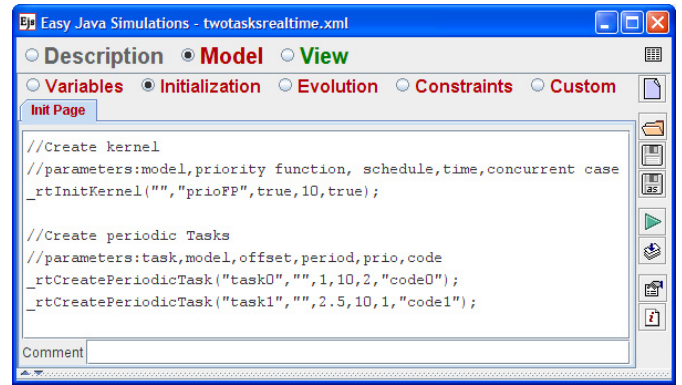 Ejs Easy Java Simulations - twotasksrealtime.xml
Description Model View
Variables Initialization Evolution Constraints Custom
Init Page
//Create kernel
//parameters:model,priority function, schedule,time,concurrent case
_rtInitKernel("","prioFP",true,10,true);
//Create periodic Tasks
//parameters:task,model,offset,period,prio,code
_rtCreatePeriodicTask("task0","",1,10,2,"code0");
_rtCreatePeriodicTask("task1","",2.5,10,1,"code1");
as
i
Comment